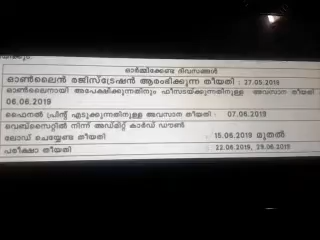 ഓർമ്മിക്കേണ്ട ദിവസങ്ങൾ
ഓൺലൈൻ രജിസ്ട്രേഷൻ ആരംഭിക്കുന്ന തീയതി : 27.05.2019
ഓൺലൈനായി അപേക്ഷിക്കുന്നതിനും ഫീസടയ്ക്കുന്നതിനുമുള്ള അവസാന തീയതി :
06.06.2019
ഫൈനൽ പ്രിന്റ് എടുക്കുന്നതിനുള്ള അവസാന തീയതി : 07.06.2019
വെബ്സൈറ്റിൽ നിന്ന് അഡ്മിറ്റ് കാർഡ് ഡൗൺ
ലോഡ് ചെയ്യേണ്ട തീയതി : 15.06.2019 മുതൽ
പരീക്ഷാ തീയതി : 22.06.2019, 29.06.2019